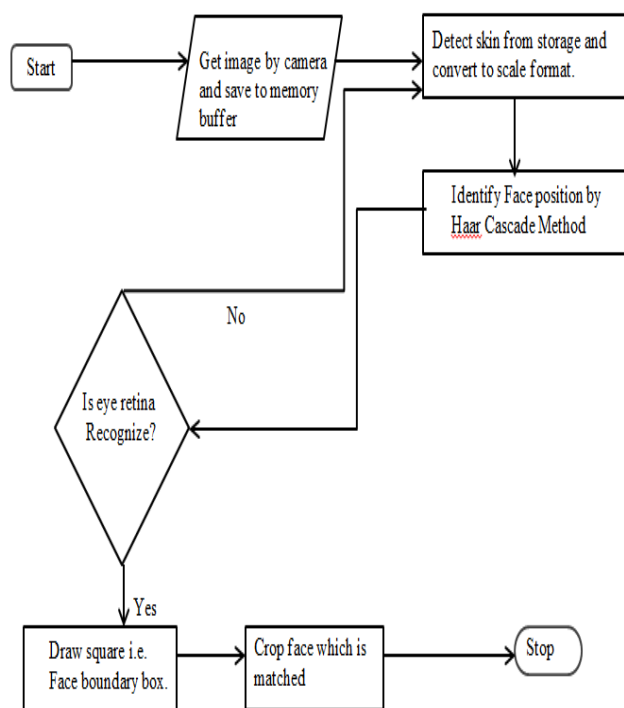 Start
Get image by camera
and save to memory
buffer
Detect skin from storage and
convert to scale format.
Identify Face position by
Haar Cascade Method
No
Is eye retina
Recognize?
Yes
Draw square i.e.
Face boundary box.
Crop face which is
matched
Stop